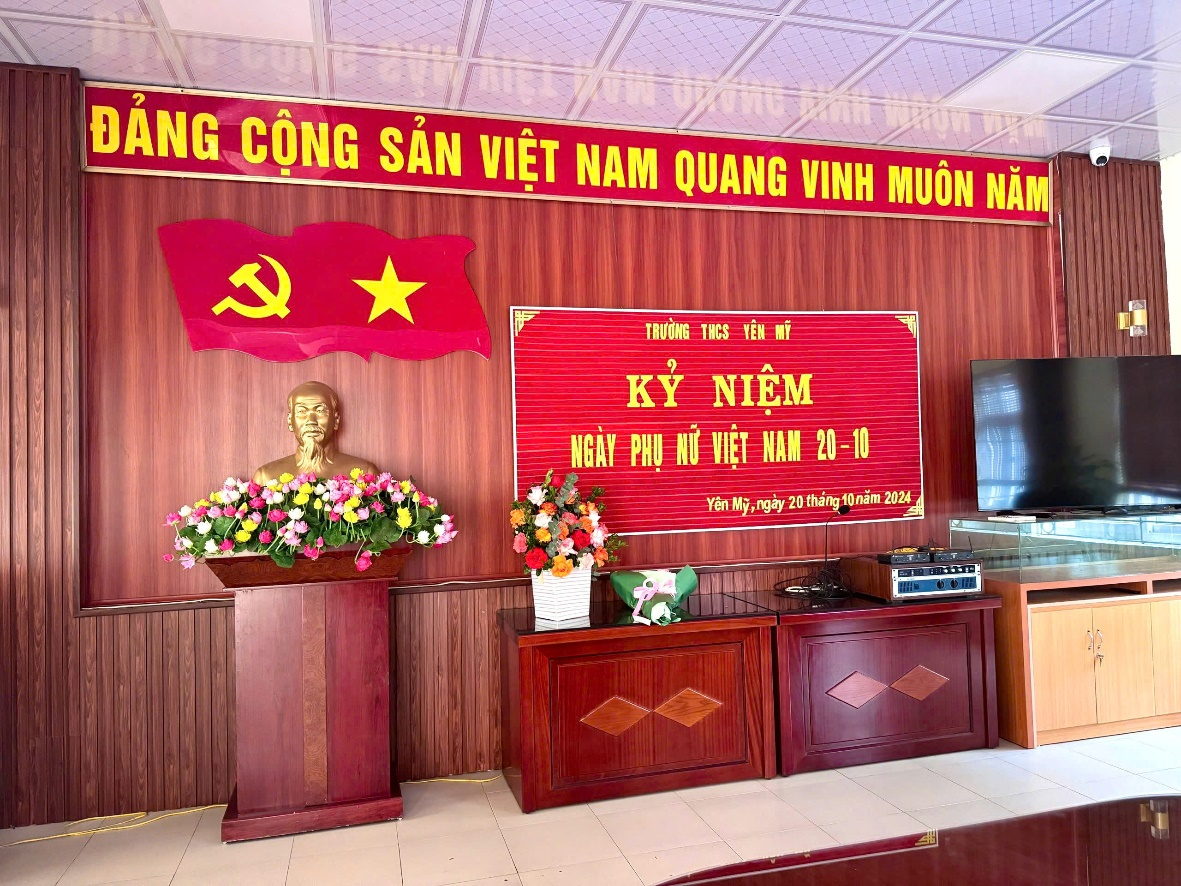 ĐẢNG CỘNG SẢN VIỆT NAM QUANG VINH MUÔN NĂM
TRƯỜNG THCS YÊN MỸ
KỶ NIỆM
NGÀY PHỤ NỮ VIỆT NAM 20-10
Yên Mỹ, ngày 20 tháng 10 năm 2024